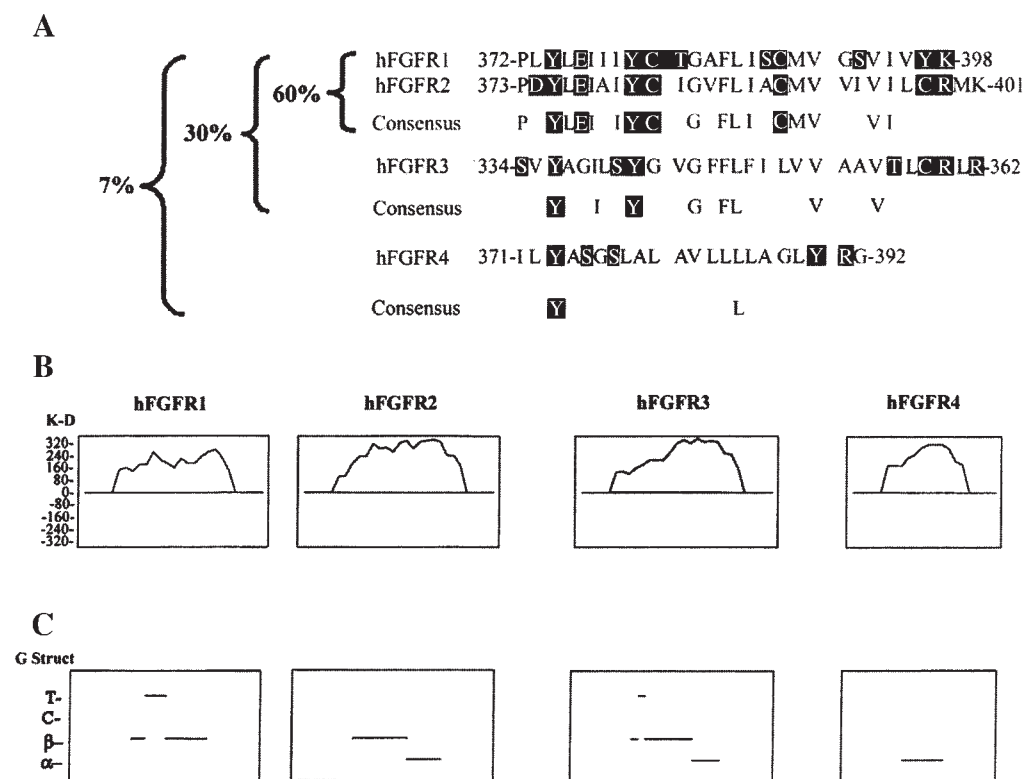 A
hFGFR1 372-PLYLEIIIYC TGAFLISCMV GSVIVYK-398
60% hFGFR2 373-PDYLEIAIYC IGVFLIACMV VIVILCRMK-401
30% Consensus P YLEI IYC G FLI CMV VI
7% hFGFR3 334-SVYAGILSYG VGFFLFILVV AAVTLCRLR-362
Consensus Y I Y G FL V V
hFGFR4 371-ILYASGSLAL AVLLLLAGLY RG-392
Consensus Y L
B
hFGFR1 hFGFR2 hFGFR3 hFGFR4
K-D
320-
240-
160-
80-
0-
-80-
-160-
-240-
-320-
C
G Struct
T-
C-
β-
α-